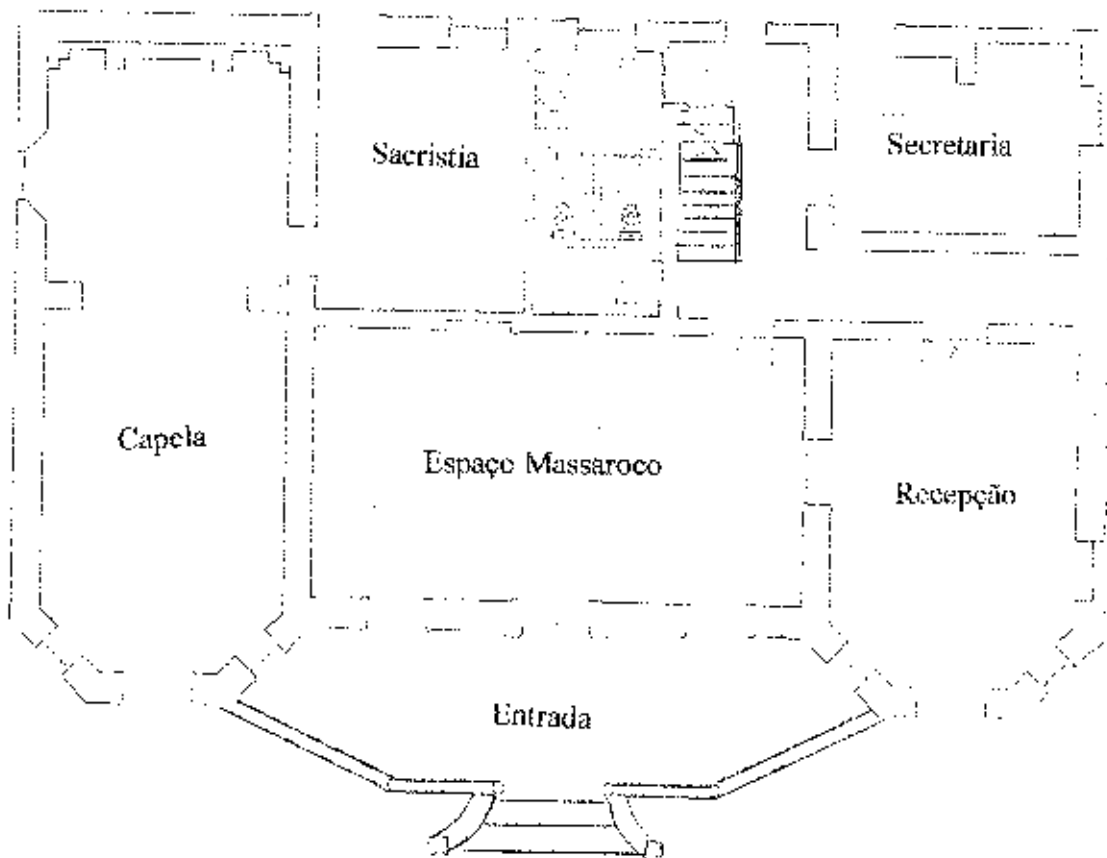 Sacristia
Secretaria
Capela
Espaço Massaroco
Recepção
Entrada